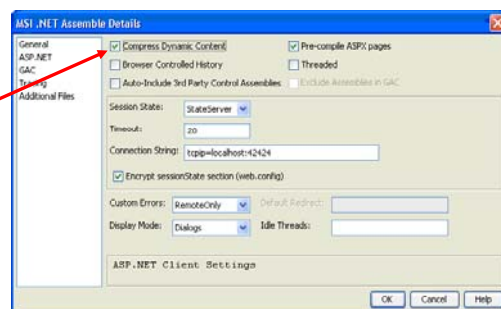 MSI .NET Assemble Details
General
ASP.NET
GAC
Tracing
Additional Files
Compress Dynamic Content
Pre-compile ASPX pages
Browser Controlled History
Threaded
Auto-Include 3rd Party Control Assembles
Exclude Assembles in GAC
Session State: StateServer
Timeout: 20
Connection String: tcpip=localhost:42424
Encrypt sessionState section (web.config)
Custom Errors: RemoteOnly Default Redirect:
Display Mode: Dialogs Idle Threads:
ASP.NET Client Settings
OK Cancel Help